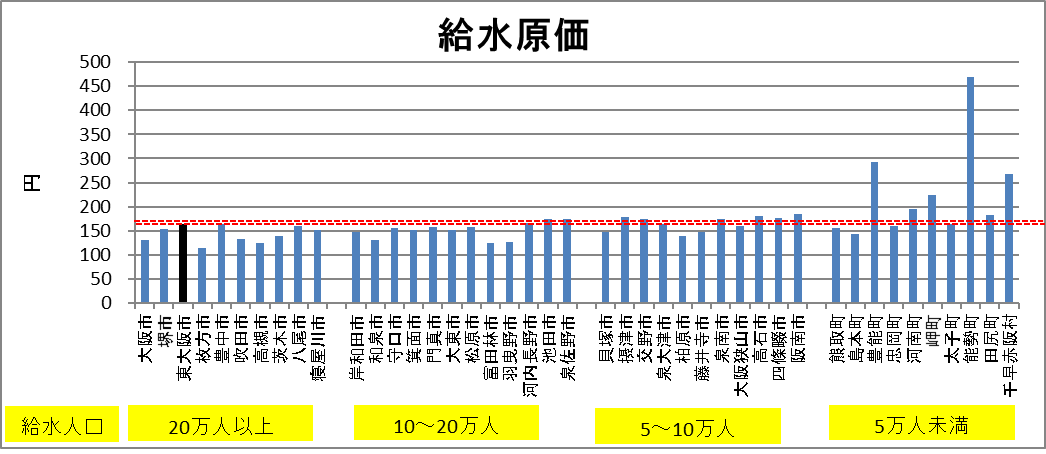 給水原価
500
450
400
350
300
250
200
150
100
50
0
円
大阪市
堺市
東大阪市
枚方市
豊中市
吹田市
高槻市
茨木市
八尾市
寝屋川市
岸和田市
和泉市
守口市
箕面市
門真市
大東市
松原市
富田林市
羽曳野市
河内長野市
池田市
泉佐野市
貝塚市
摂津市
交野市
泉大津市
柏原市
藤井寺市
泉南市
大阪狭山市
高石市
四條畷市
阪南市
熊取町
島本町
豊能町
忠岡町
河南町
岬町
太子町
能勢町
田尻町
千早赤阪村
給水人口
20万人以上
10～20万人
5～10万人
5万人未満